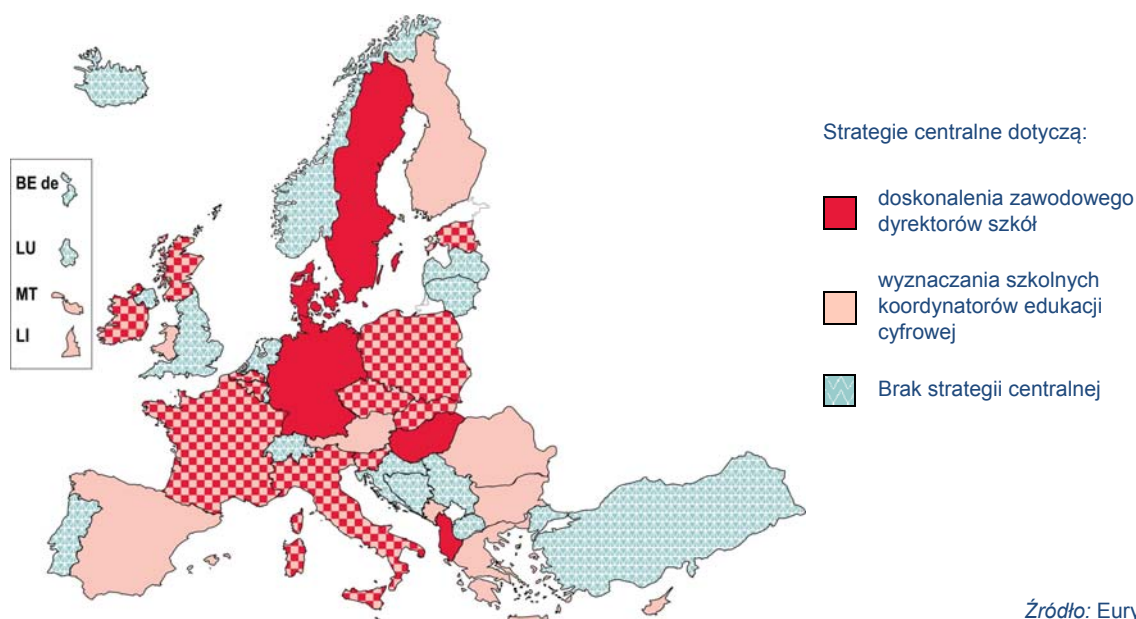 BE de
LU
MT
LI
Strategie centralne dotyczą:
doskonalenia zawodowego
dyrektorów szkół
wyznaczania szkolnych
koordynatorów edukacji
cyfrowej
Brak strategii centralnej
Źródło: Eury